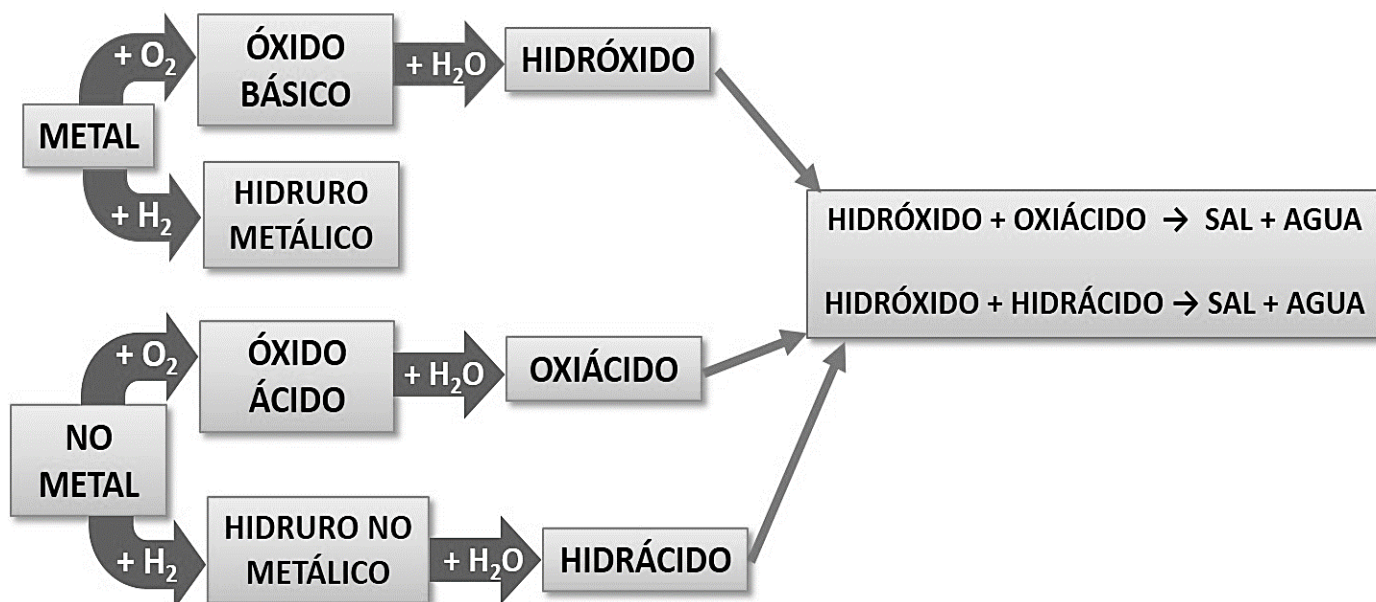 + O₂
ÓXIDO
BÁSICO
+ H₂O
HIDRÓXIDO
METAL
+ H₂
HIDRURO
METÁLICO
HIDRÓXIDO + OXIÁCIDO → SAL + AGUA
HIDRÓXIDO + HIDRÁCIDO → SAL + AGUA
+ O₂
ÓXIDO
ÁCIDO
+ H₂O
OXIÁCIDO
NO
METAL
+ H₂
HIDRURO NO
METÁLICO
+ H₂O
HIDRÁCIDO